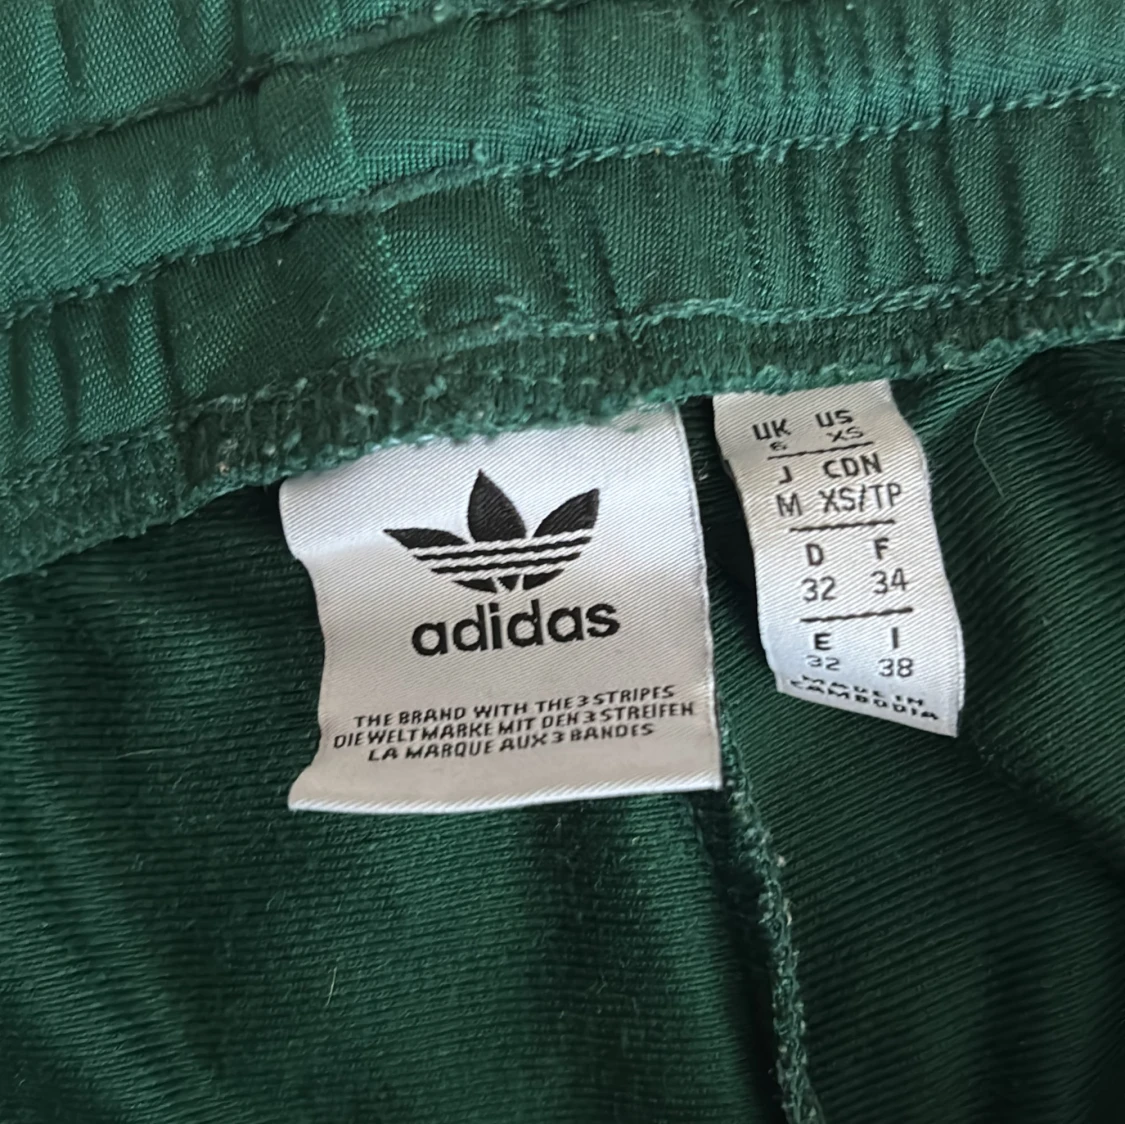 adidas
THE BRAND WITH THE 3 STRIPES
DIE WELTMARKE MIT DEN 3 STREIFEN
LA MARQUE AUX 3 BANDES
UK US
6 XS
J CDN
M XS/TP
D F
32 34
E I
32 38
MADE IN
CAMBODIA